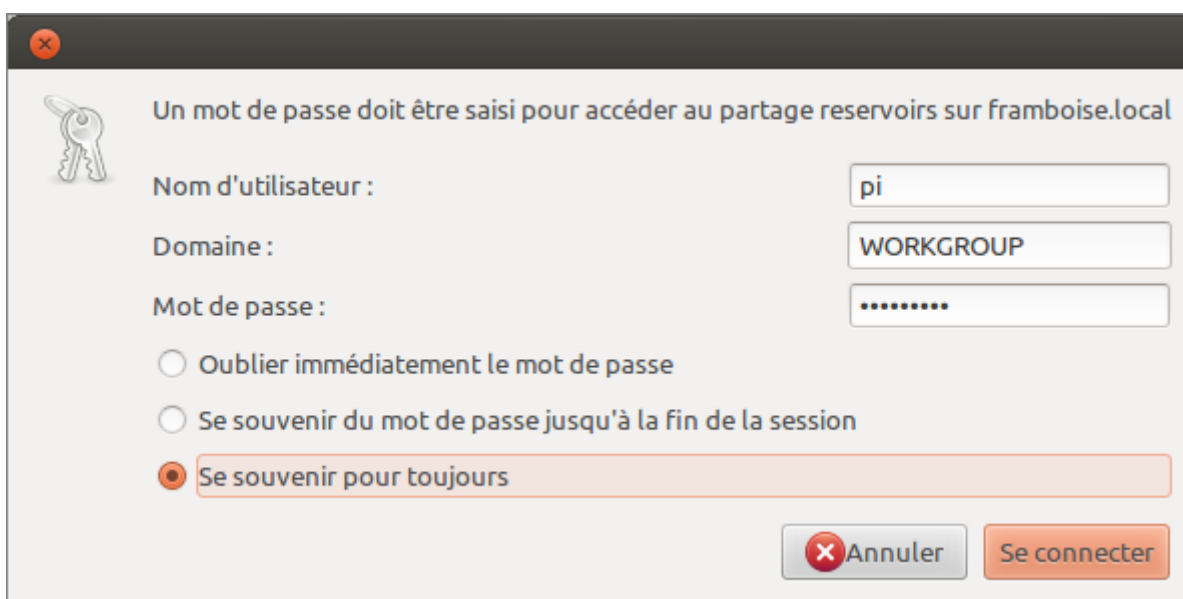 Un mot de passe doit être saisi pour accéder au partage reservoirs sur framboise.local
Nom d'utilisateur : pi
Domaine : WORKGROUP
Mot de passe : •••••••••
Oublier immédiatement le mot de passe
Se souvenir du mot de passe jusqu'à la fin de la session
Se souvenir pour toujours
Annuler Se connecter